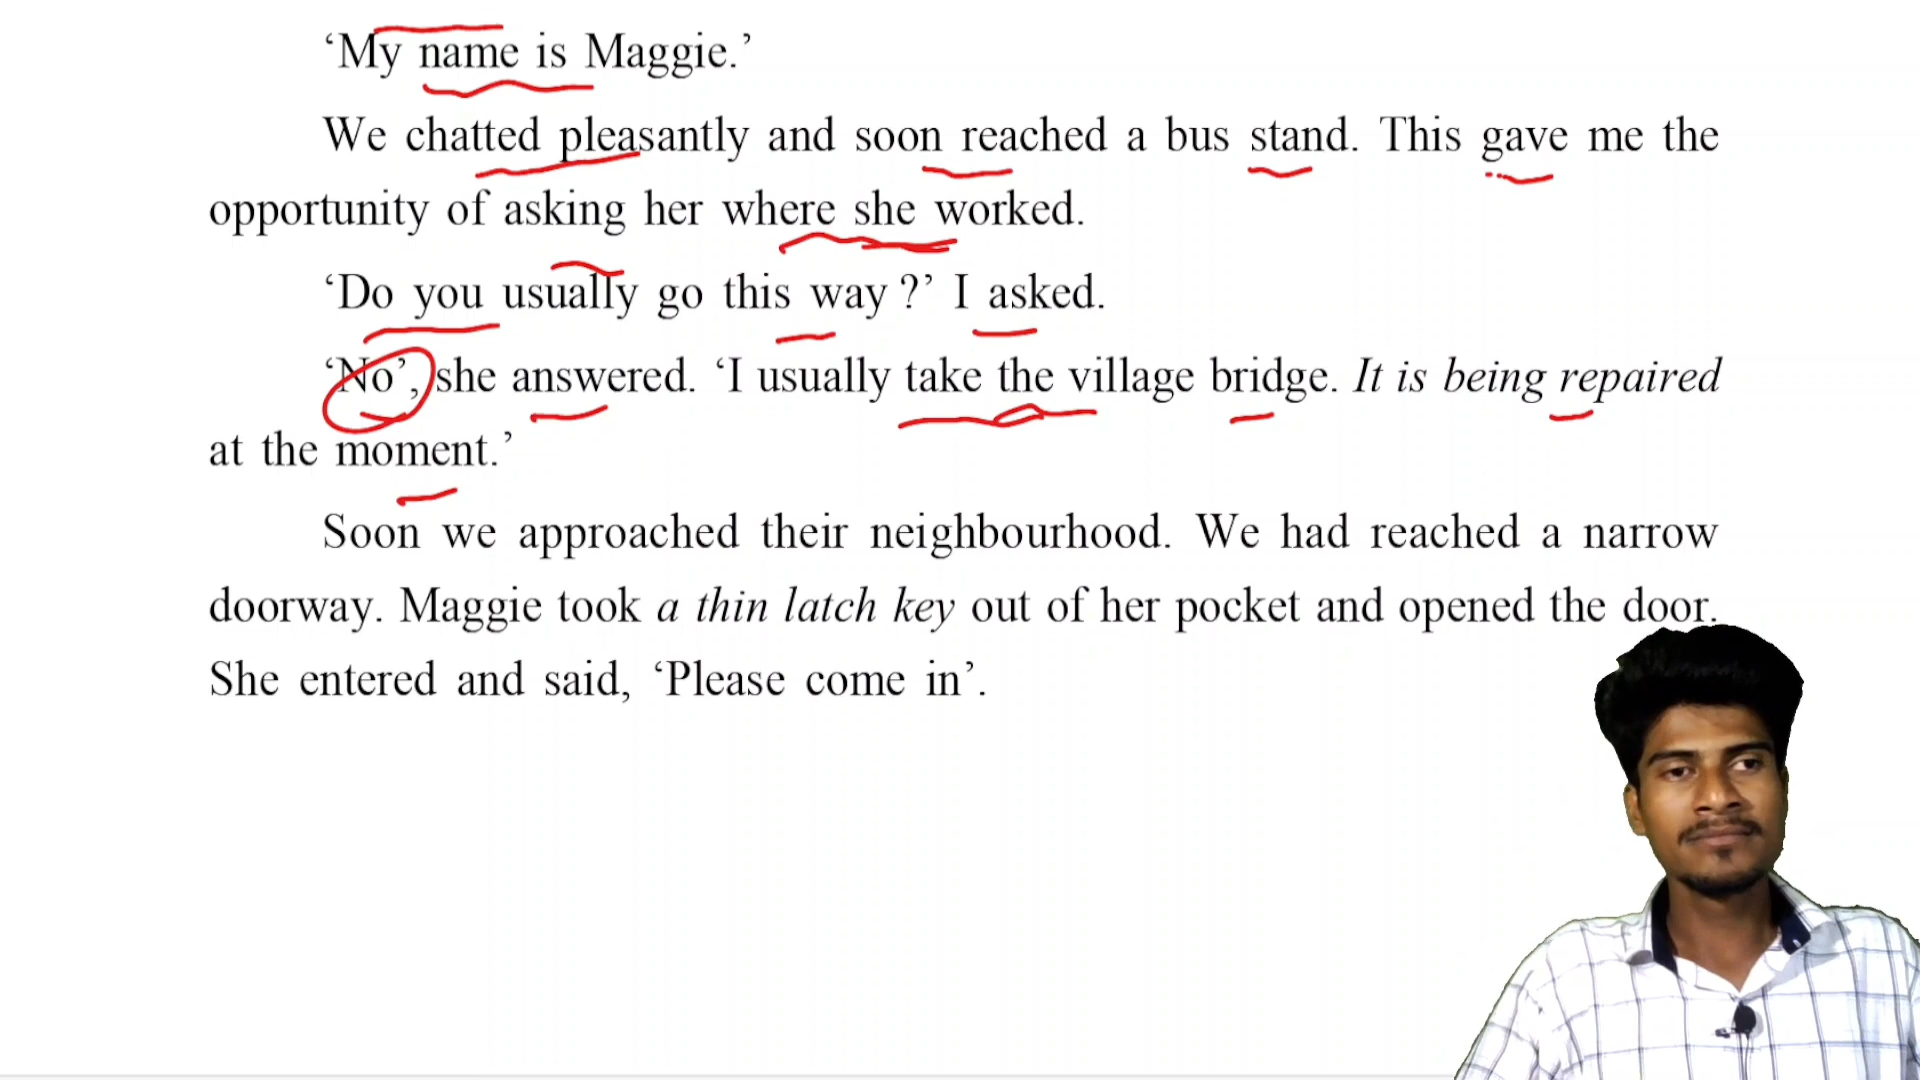 ‘My name is Maggie.’
We chatted pleasantly and soon reached a bus stand. This gave me the
opportunity of asking her where she worked.
‘Do you usually go this way ?’ I asked.
‘No’, she answered. ‘I usually take the village bridge. It is being repaired
at the moment.’
Soon we approached their neighbourhood. We had reached a narrow
doorway. Maggie took a thin latch key out of her pocket and opened the door.
She entered and said, ‘Please come in’.